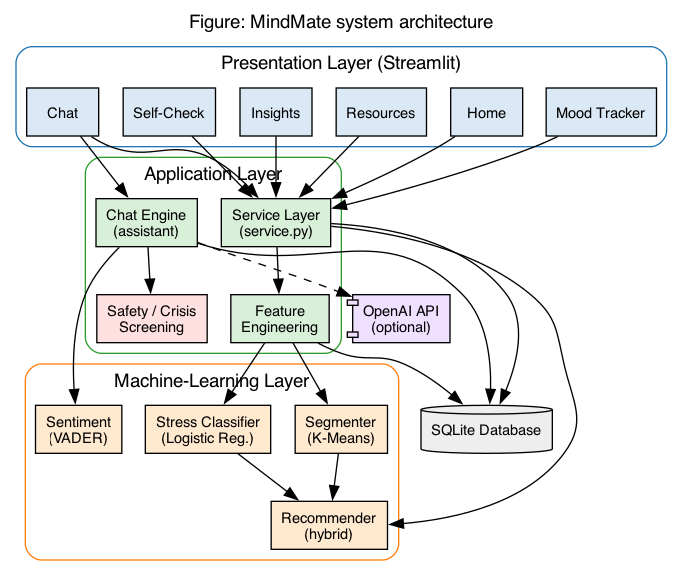 Figure: MindMate system architecture
Presentation Layer (Streamlit)
Chat
Self-Check
Insights
Resources
Home
Mood Tracker
Application Layer
Chat Engine
(assistant)
Service Layer
(service.py)
Safety / Crisis
Screening
Feature
Engineering
OpenAI API
(optional)
Machine-Learning Layer
Sentiment
(VADER)
Stress Classifier
(Logistic Reg.)
Segmenter
(K-Means)
SQLite Database
Recommender
(hybrid)